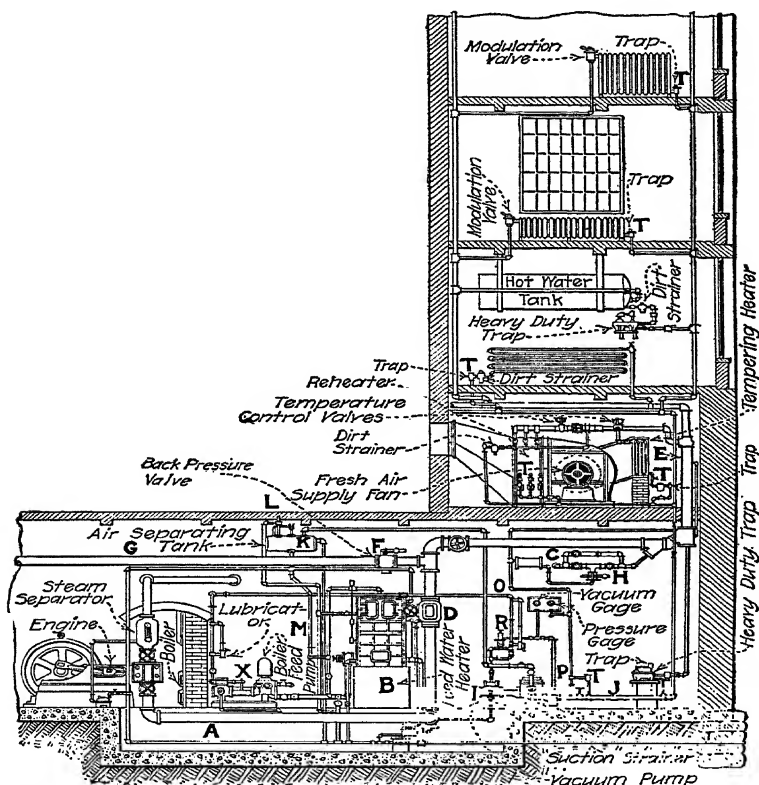 Modulation
Valve
Trap
T
Modulation
Valve
Trap
T
Hot Water
Tank
Dirt
Strainer
Heavy Duty
Trap
Trap
T
Dirt Strainer
Reheater
Temperature
Control Valves
Tempering Heater
Dirt
Strainer
E
Back Pressure
Valve
Fresh Air
Supply Fan
T
T
Trap
L
Air Separating
Tank
G
K
F
C
H
Steam
Separator
Lubricat-
or
M
O
Vacuum
Gage
Engine
Boiler
D
R
Pressure
Gage
Heavy Duty Trap
X
Boiler Feed
Pump
B
Feed Water
Heater
Trap
P
T
I
J
A
Suction Strainer
Vacuum Pump